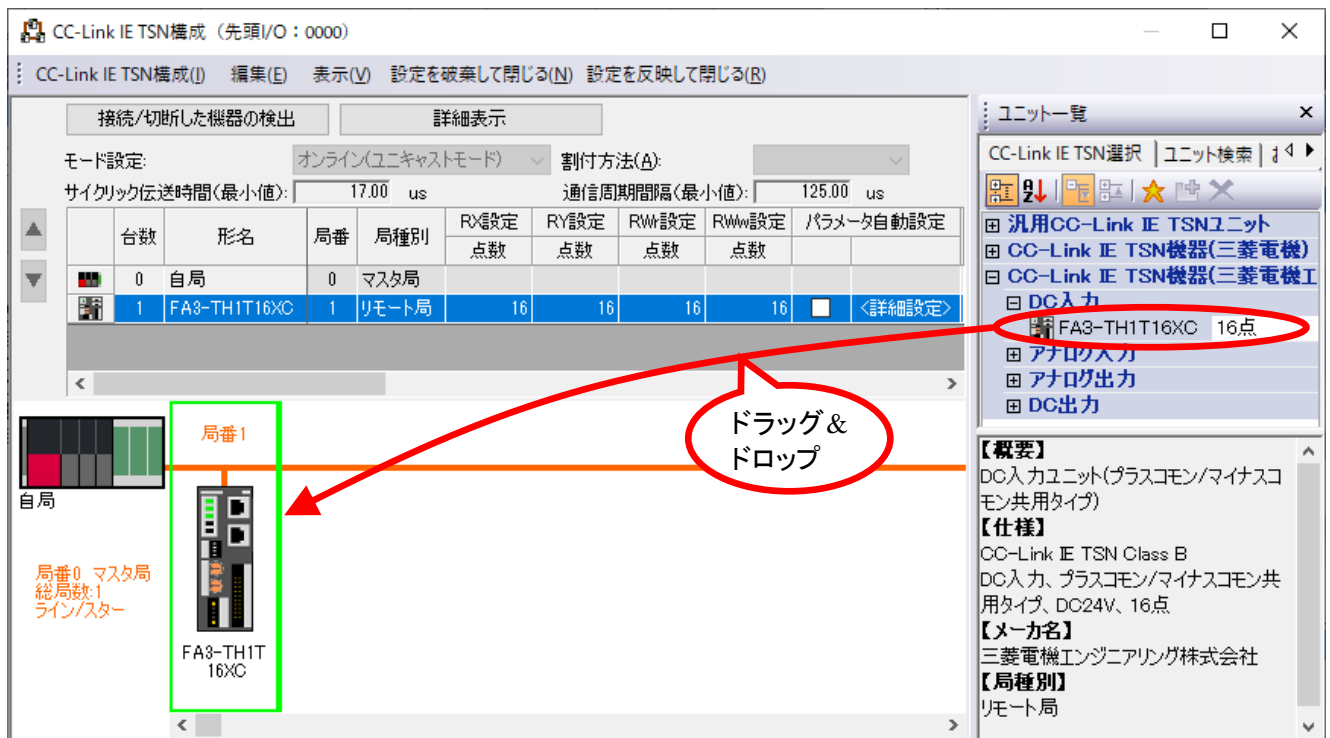 CC-Link IE TSN構成（先頭I/O：0000）
CC-Link IE TSN構成(I) 編集(E) 表示(V) 設定を破棄して閉じる(N) 設定を反映して閉じる(R)
接続/切断した機器の検出 詳細表示
モード設定: オンライン(ユニキャストモード) 割付方法(A):
サイクリック伝送時間(最小値): 17.00 us 通信周期間隔(最小値): 125.00 us
台数 形名 局番 局種別 RX設定 RY設定 RWr設定 RWw設定 パラメータ自動設定
点数 点数 点数 点数
0 自局 0 マスタ局
1 FA3-TH1T16XC 1 リモート局 16 16 16 16 <詳細設定>
ドラッグ&
ドロップ
局番1
自局
局番0 マスタ局
総局数:1
ライン/スター
FA3-TH1T
16XC
ユニット一覧
CC-Link IE TSN選択 ユニット検索
汎用CC-Link IE TSNユニット
CC-Link IE TSN機器(三菱電機)
CC-Link IE TSN機器(三菱電機エ
DC入力
FA3-TH1T16XC 16点
アナログ入力
アナログ出力
DC出力
【概要】
DC入力ユニット(プラスコモン/マイナスコ
モン共用タイプ)
【仕様】
CC-Link IE TSN Class B
DC入力、プラスコモン/マイナスコモン共
用タイプ、DC24V、16点
【メーカ名】
三菱電機エンジニアリング株式会社
【局種別】
リモート局